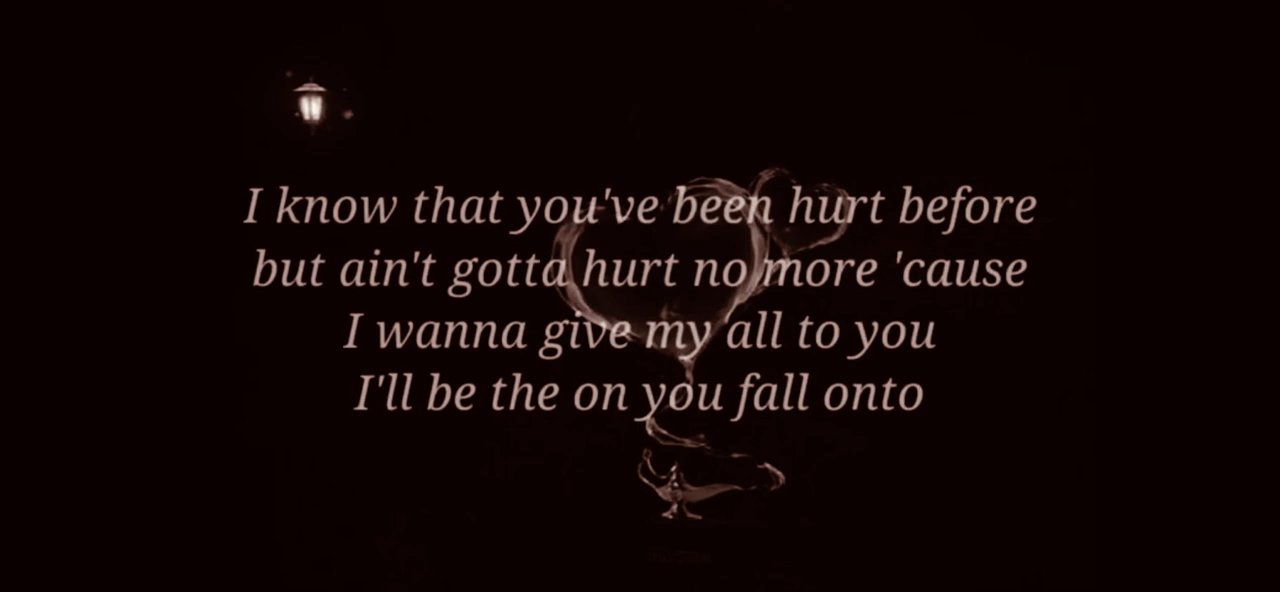 I know that you've been hurt before
but ain't gotta hurt no more 'cause
I wanna give my all to you
I'll be the on you fall onto